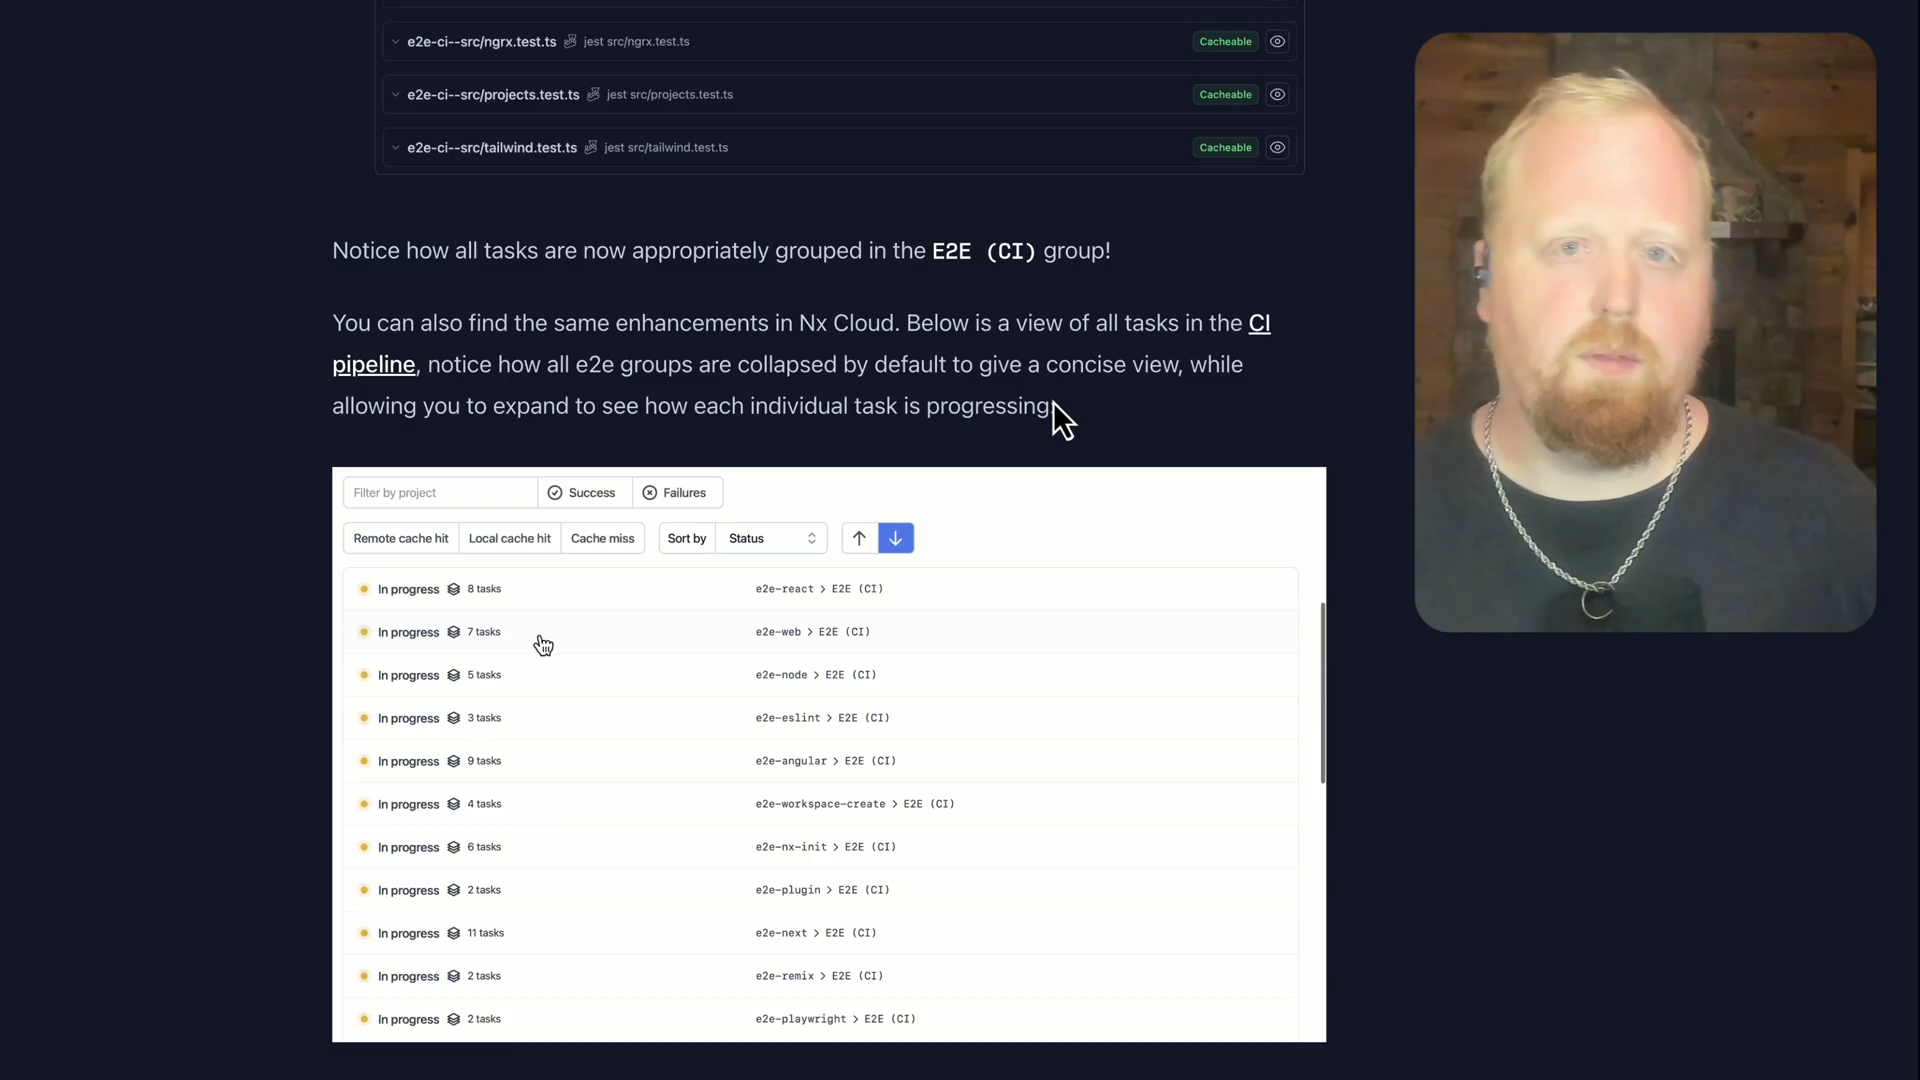 e2e-ci--src/ngrx.test.ts jest src/ngrx.test.ts Cacheable
e2e-ci--src/projects.test.ts jest src/projects.test.ts Cacheable
e2e-ci--src/tailwind.test.ts jest src/tailwind.test.ts Cacheable
Notice how all tasks are now appropriately grouped in the E2E (CI) group!
You can also find the same enhancements in Nx Cloud. Below is a view of all tasks in the CI
pipeline, notice how all e2e groups are collapsed by default to give a concise view, while
allowing you to expand to see how each individual task is progressing
Filter by project Success Failures
Remote cache hit Local cache hit Cache miss Sort by Status
In progress 8 tasks e2e-react > E2E (CI)
In progress 7 tasks e2e-web > E2E (CI)
In progress 5 tasks e2e-node > E2E (CI)
In progress 3 tasks e2e-eslint > E2E (CI)
In progress 9 tasks e2e-angular > E2E (CI)
In progress 4 tasks e2e-workspace-create > E2E (CI)
In progress 6 tasks e2e-nx-init > E2E (CI)
In progress 2 tasks e2e-plugin > E2E (CI)
In progress 11 tasks e2e-next > E2E (CI)
In progress 2 tasks e2e-remix > E2E (CI)
In progress 2 tasks e2e-playwright > E2E (CI)